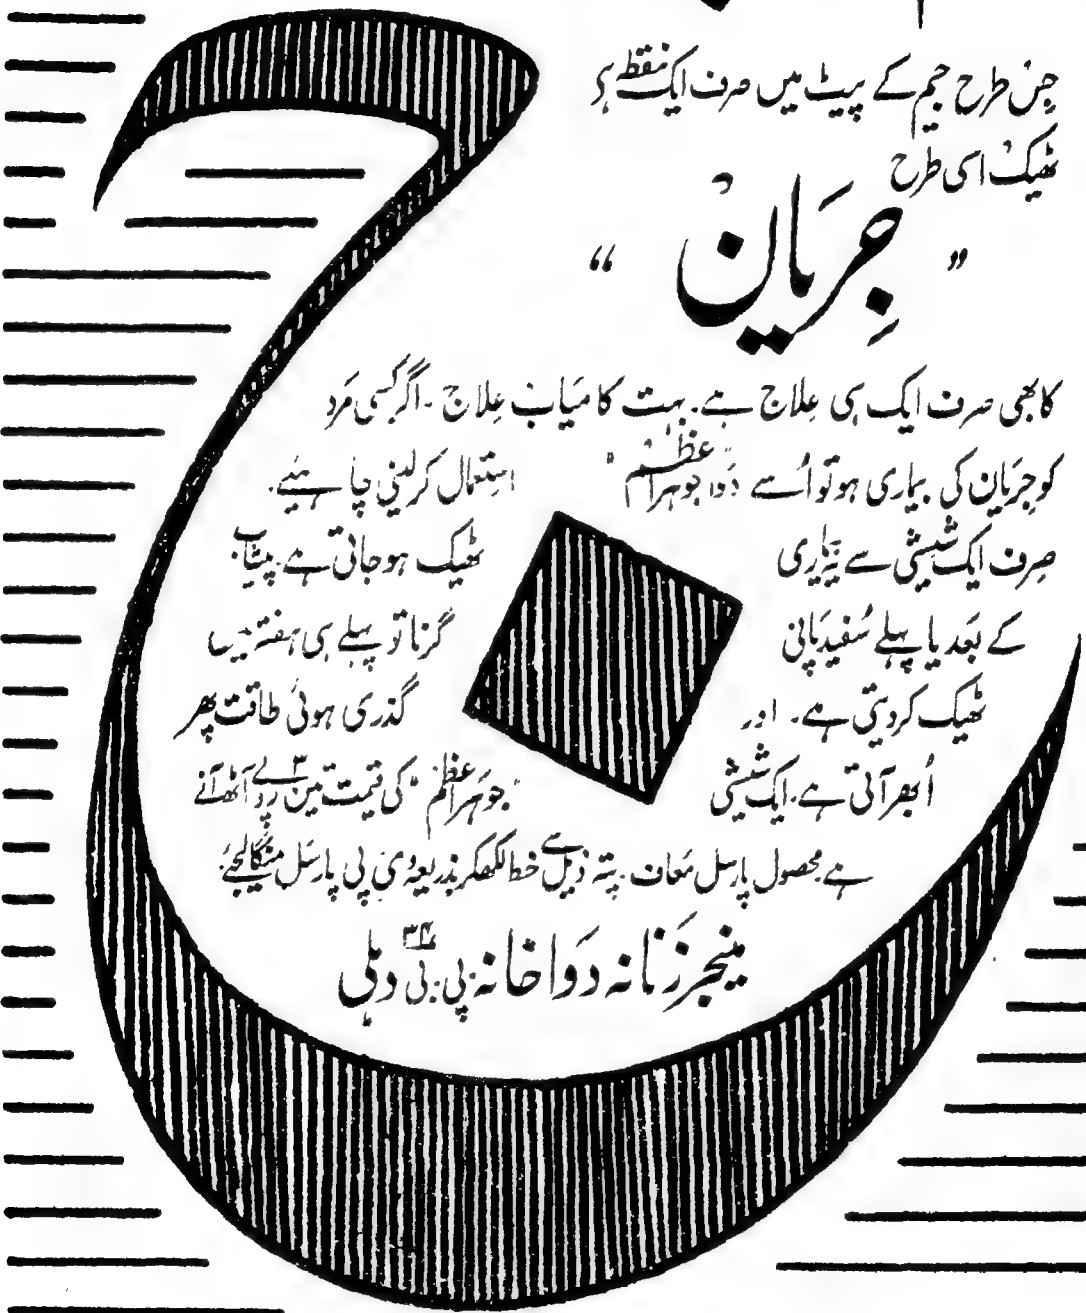 جس طرح جیم کے پیٹ میں صرف ایک نقطہ ہے
ٹھیک اسی طرح
"جریان"
کا بھی صرف ایک ہی علاج ہے۔ بہت کامیاب علاج۔ اگر کسی مرد
کو جریان کی بیماری ہو تو اُسے دوا "جوہر اعظم" استعمال کر لینی چاہئیے۔
صرف ایک شیشی سے بیماری ٹھیک ہو جاتی ہے۔ پیشاب
کے بعد یا پہلے سفید پانی گرنا تو پہلے ہی ہفتہ میں
ٹھیک کر دیتی ہے۔ اور گذری ہوئی طاقت پھر
اُبھر آتی ہے۔ ایک شیشی "جوہر اعظم" کی قیمت تین روپے آٹھ آنے
ہے محصول پارسل معاف۔ پتہ ذیل سے خط لکھکر بذریعہ وی پی پارسل منگالیجئے۔
مینجر زنانہ دواخانہ پی۔ بی ۳۴ دہلی
ج